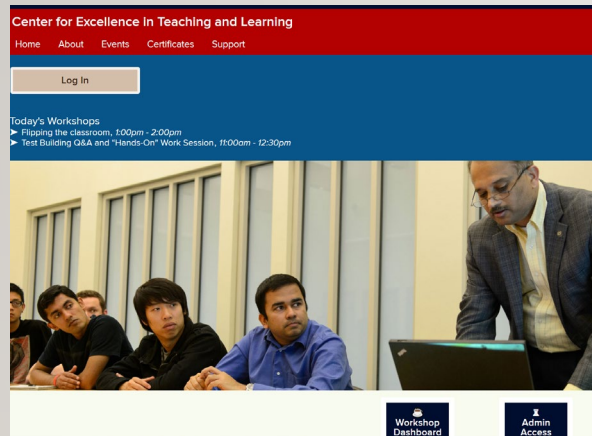 Center for Excellence in Teaching and Learning
Home About Events Certificates Support
Log In
Today's Workshops
➤ Flipping the classroom, 1:00pm - 2:00pm
➤ Test Building Q&A and "Hands-On" Work Session, 11:00am - 12:30pm
Workshop
Dashboard
Admin
Access